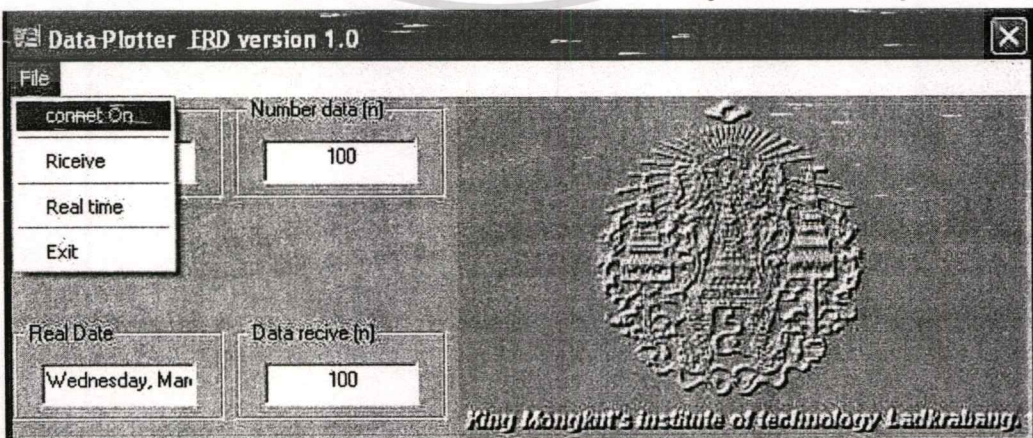 Data Plotter IRD version 1.0
File
connet On
Number data (n)
100
Riceive
Real time
Exit
Real Date
Data recive (n)
Wednesday, Mar
100
King Mongkut's institute of technology Ladkrabang.